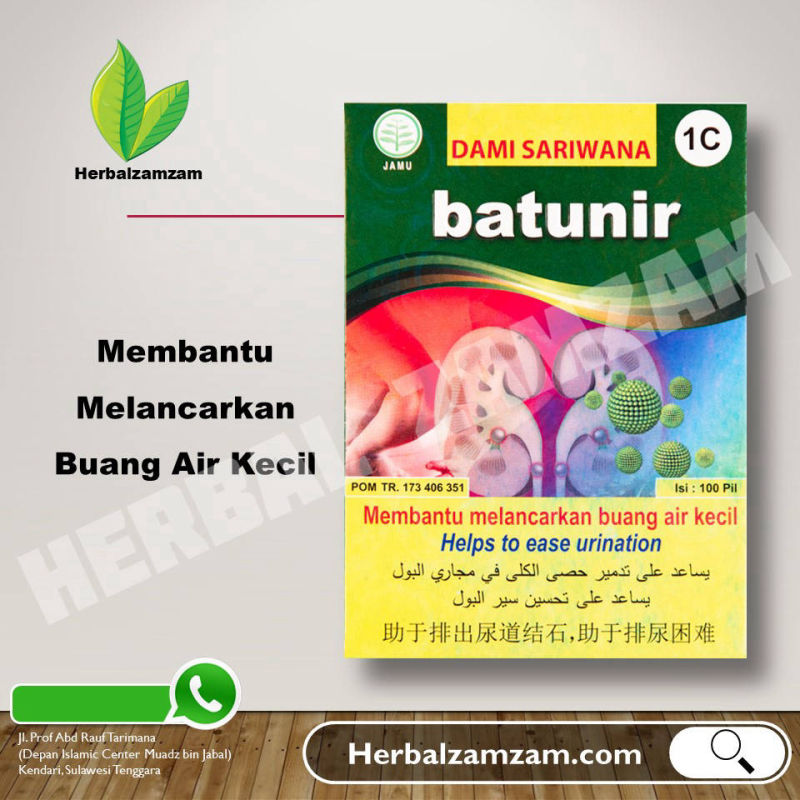 Herbalzamzam
Membantu
Melancarkan
Buang Air Kecil
JAMU
DAMI SARIWANA
1C
batunir
POM TR. 173 406 351
Isi : 100 Pil
Membantu melancarkan buang air kecil
Helps to ease urination
يساعد على تدمير حصى الكلى في مجاري البول
يساعد على تحسين سير البول
助于排出尿道结石,助于排尿困难
HERBAL ZAMZAM
Jl. Prof Abd Rauf Tarimana
(Depan Islamic Center Muadz bin Jabal)
Kendari, Sulawesi Tenggara
Herbalzamzam.com